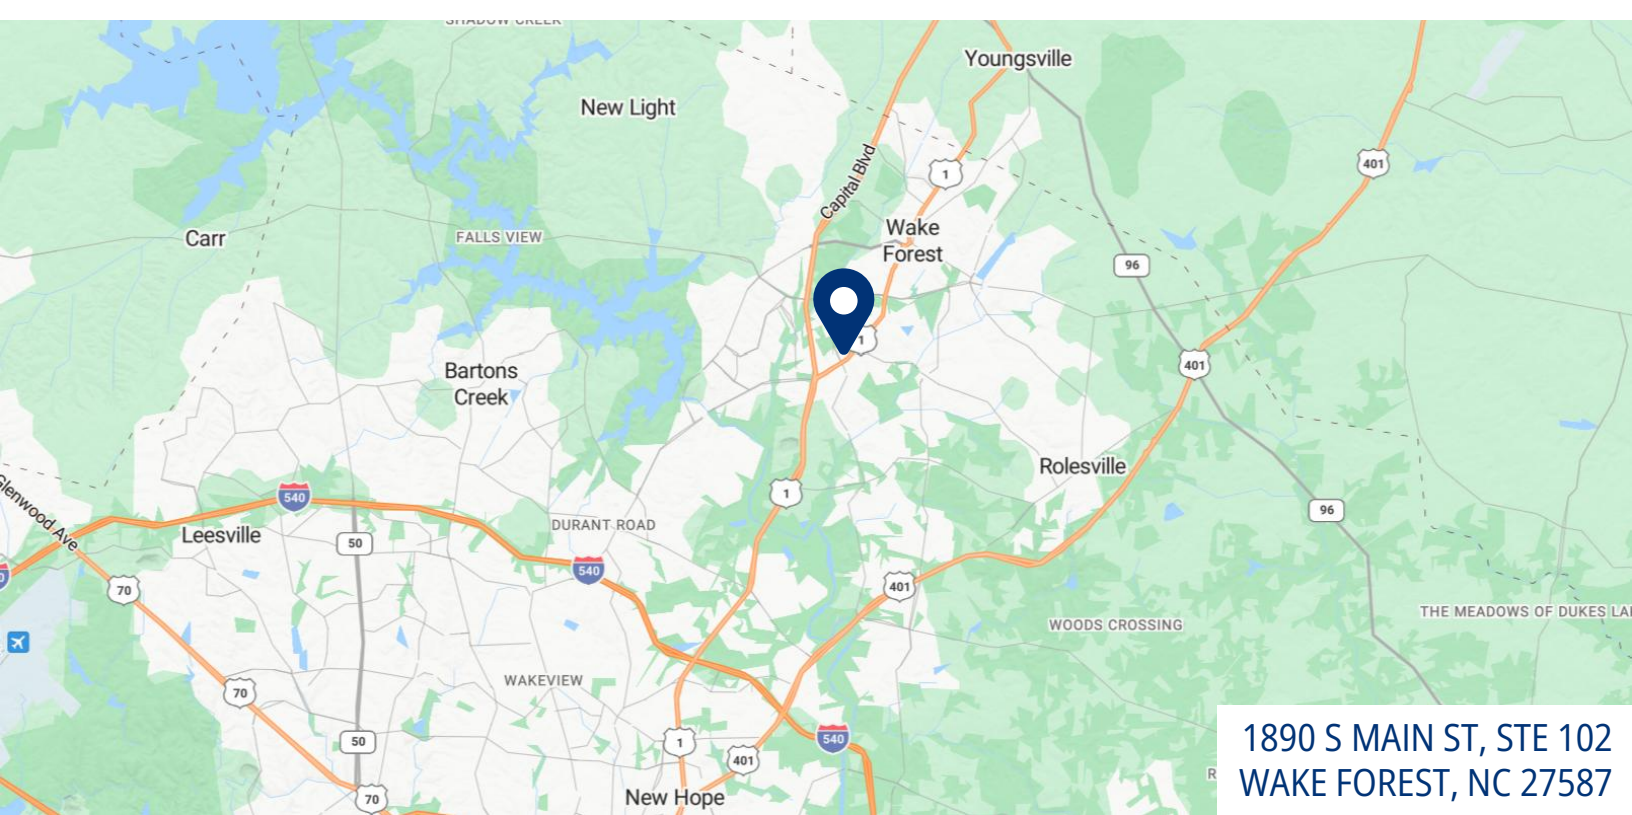 SHADOW CREEK
Youngsville
New Light
401
Capital Blvd
1
Wake
Forest
Carr
FALLS VIEW
96
1
401
Bartons
Creek
Rolesville
Glenwood Ave
540
1
96
DURANT ROAD
Leesville
50
540
70
401
THE MEADOWS OF DUKES LA
WOODS CROSSING
WAKEVIEW
70
50
1
540
401
70
New Hope
R
1890 S MAIN ST, STE 102
WAKE FOREST, NC 27587